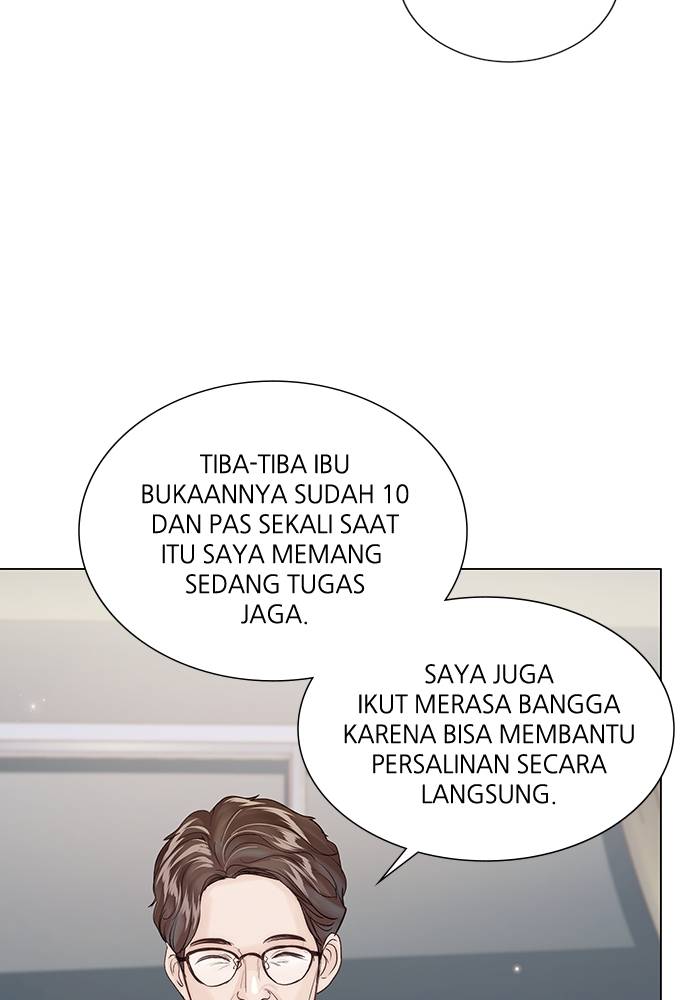 TIBA-TIBA IBU
BUKAANNYA SUDAH 10
DAN PAS SEKALI SAAT
ITU SAYA MEMANG
SEDANG TUGAS
JAGA.
SAYA JUGA
IKUT MERASA BANGGA
KARENA BISA MEMBANTU
PERSALINAN SECARA
LANGSUNG.